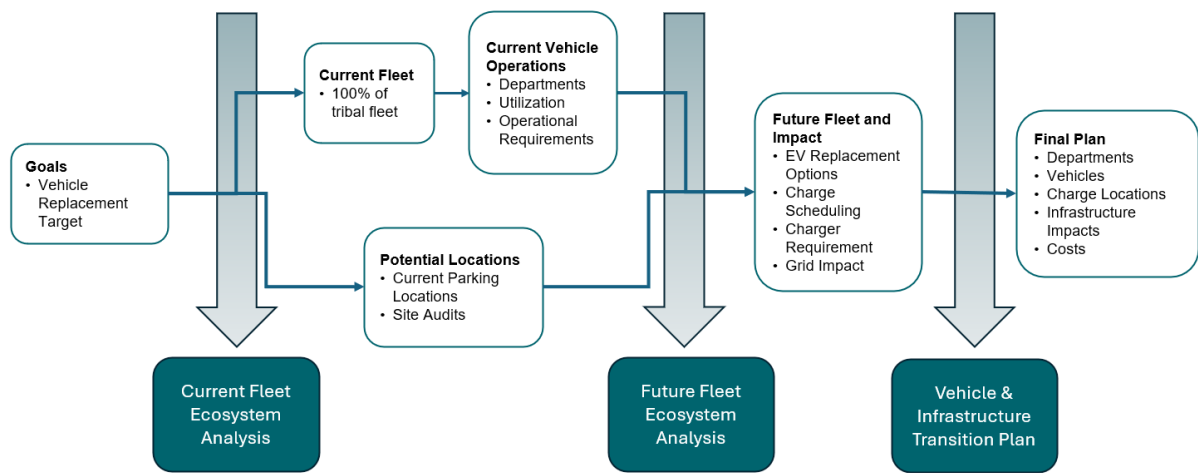 Goals
• Vehicle
Replacement
Target
Current Fleet
• 100% of
tribal fleet
Current Vehicle
Operations
• Departments
• Utilization
• Operational
Requirements
Potential Locations
• Current Parking
Locations
• Site Audits
Future Fleet and
Impact
• EV Replacement
Options
• Charge
Scheduling
• Charger
Requirement
• Grid Impact
Final Plan
• Departments
• Vehicles
• Charge Locations
• Infrastructure
Impacts
• Costs
Current Fleet
Ecosystem
Analysis
Future Fleet
Ecosystem
Analysis
Vehicle &
Infrastructure
Transition Plan